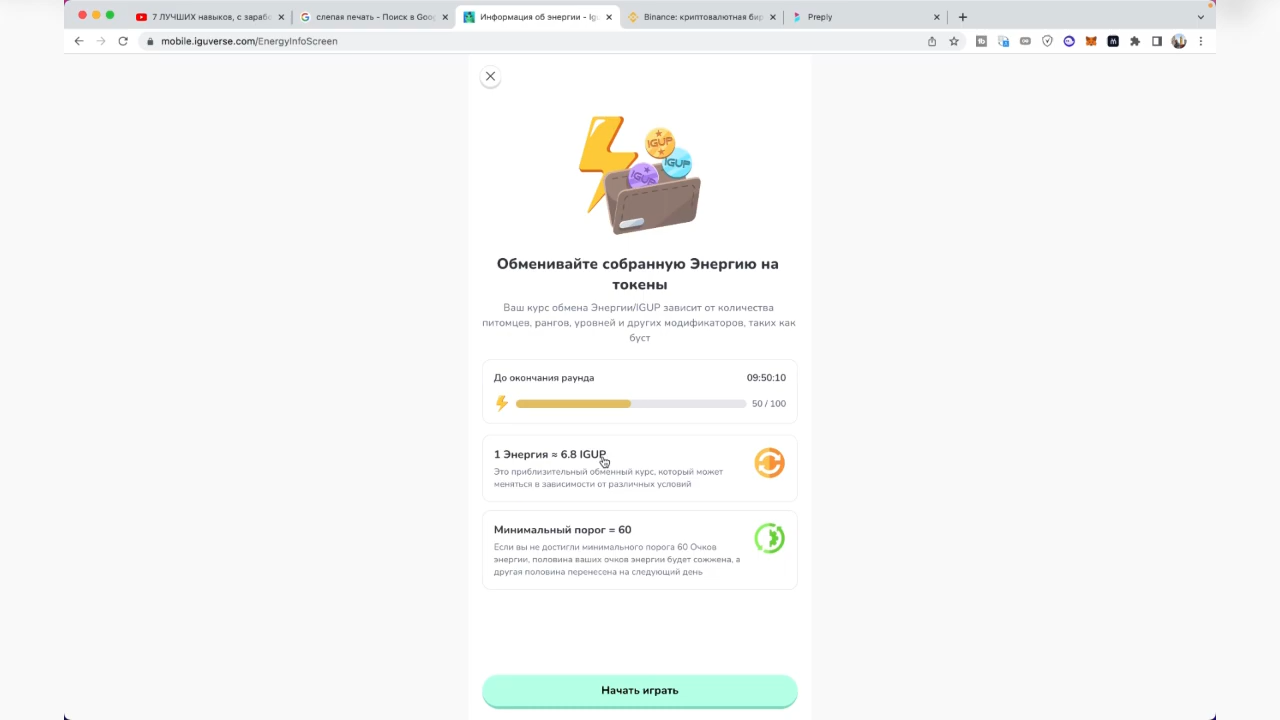 7 ЛУЧШИХ навыков, с зарабо
слепая печать - Поиск в Goog
Информация об энергии - Igu
Binance: криптовалютная бир
Preply
mobile.iguverse.com/EnergyInfoScreen
IGUP
IGUP
IGUP
Обменивайте собранную Энергию на
токены
Ваш курс обмена Энергии/IGUP зависит от количества
питомцев, рангов, уровней и других модификаторов, таких как
буст
До окончания раунда 09:50:10
50 / 100
1 Энергия ≈ 6.8 IGUP
Это приблизительный обменный курс, который может
меняться в зависимости от различных условий
Минимальный порог = 60
Если вы не достигли минимального порога 60 Очков
энергии, половина ваших очков энергии будет сожжена, а
другая половина перенесена на следующий день
Начать играть